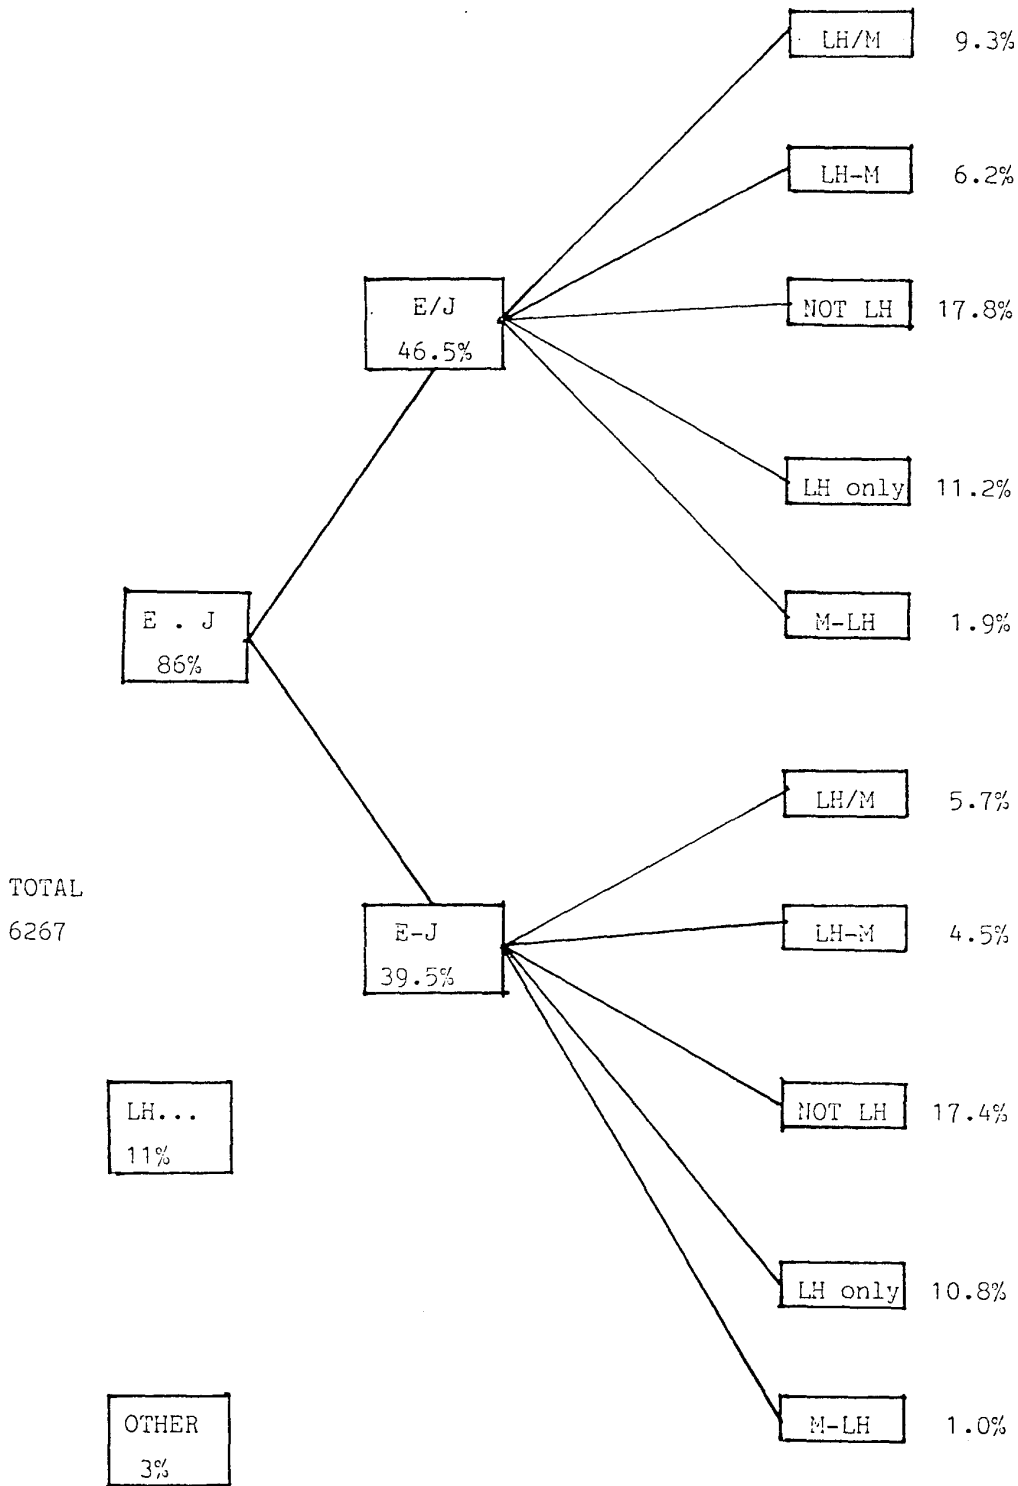 LH/M 9.3%
LH-M 6.2%
E/J
46.5%
NOT LH 17.8%
LH only 11.2%
E . J
86%
M-LH 1.9%
LH/M 5.7%
TOTAL
6267
E-J
39.5%
LH-M 4.5%
LH...
11%
NOT LH 17.4%
LH only 10.8%
OTHER
3%
M-LH 1.0%